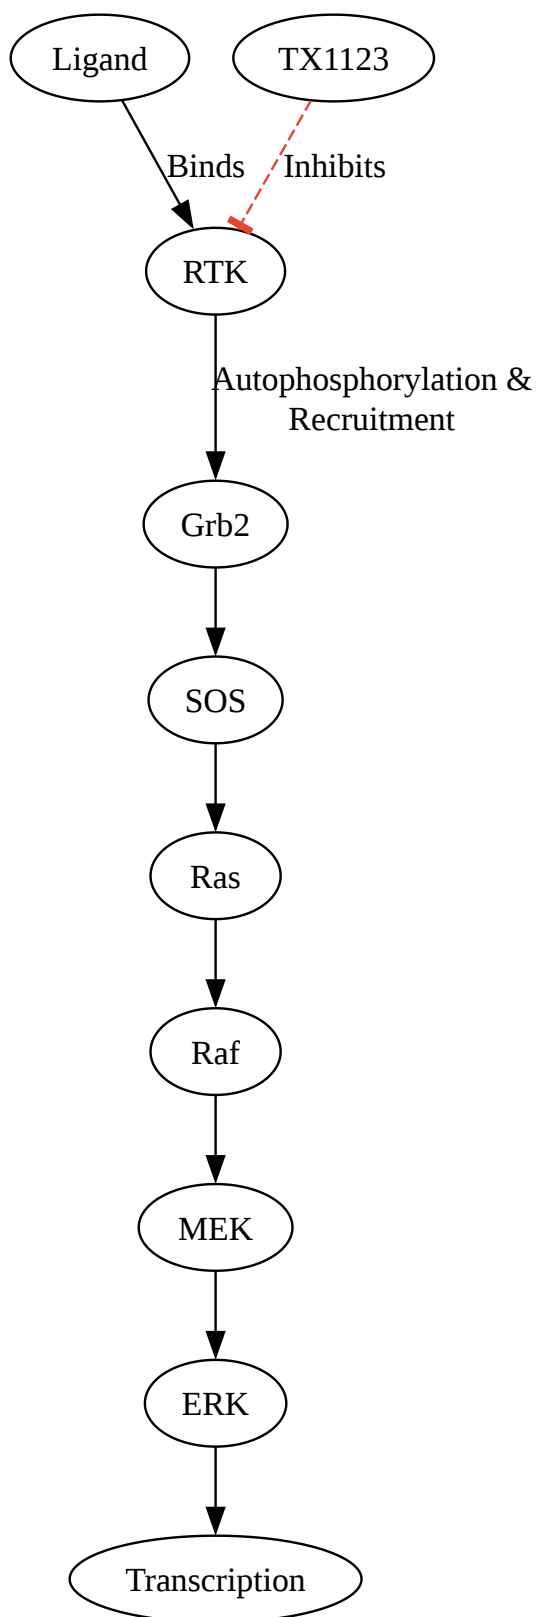 Ligand
TX1123
Binds
Inhibits
RTK
Autophosphorylation &
Recruitment
Grb2
SOS
Ras
Raf
MEK
ERK
Transcription